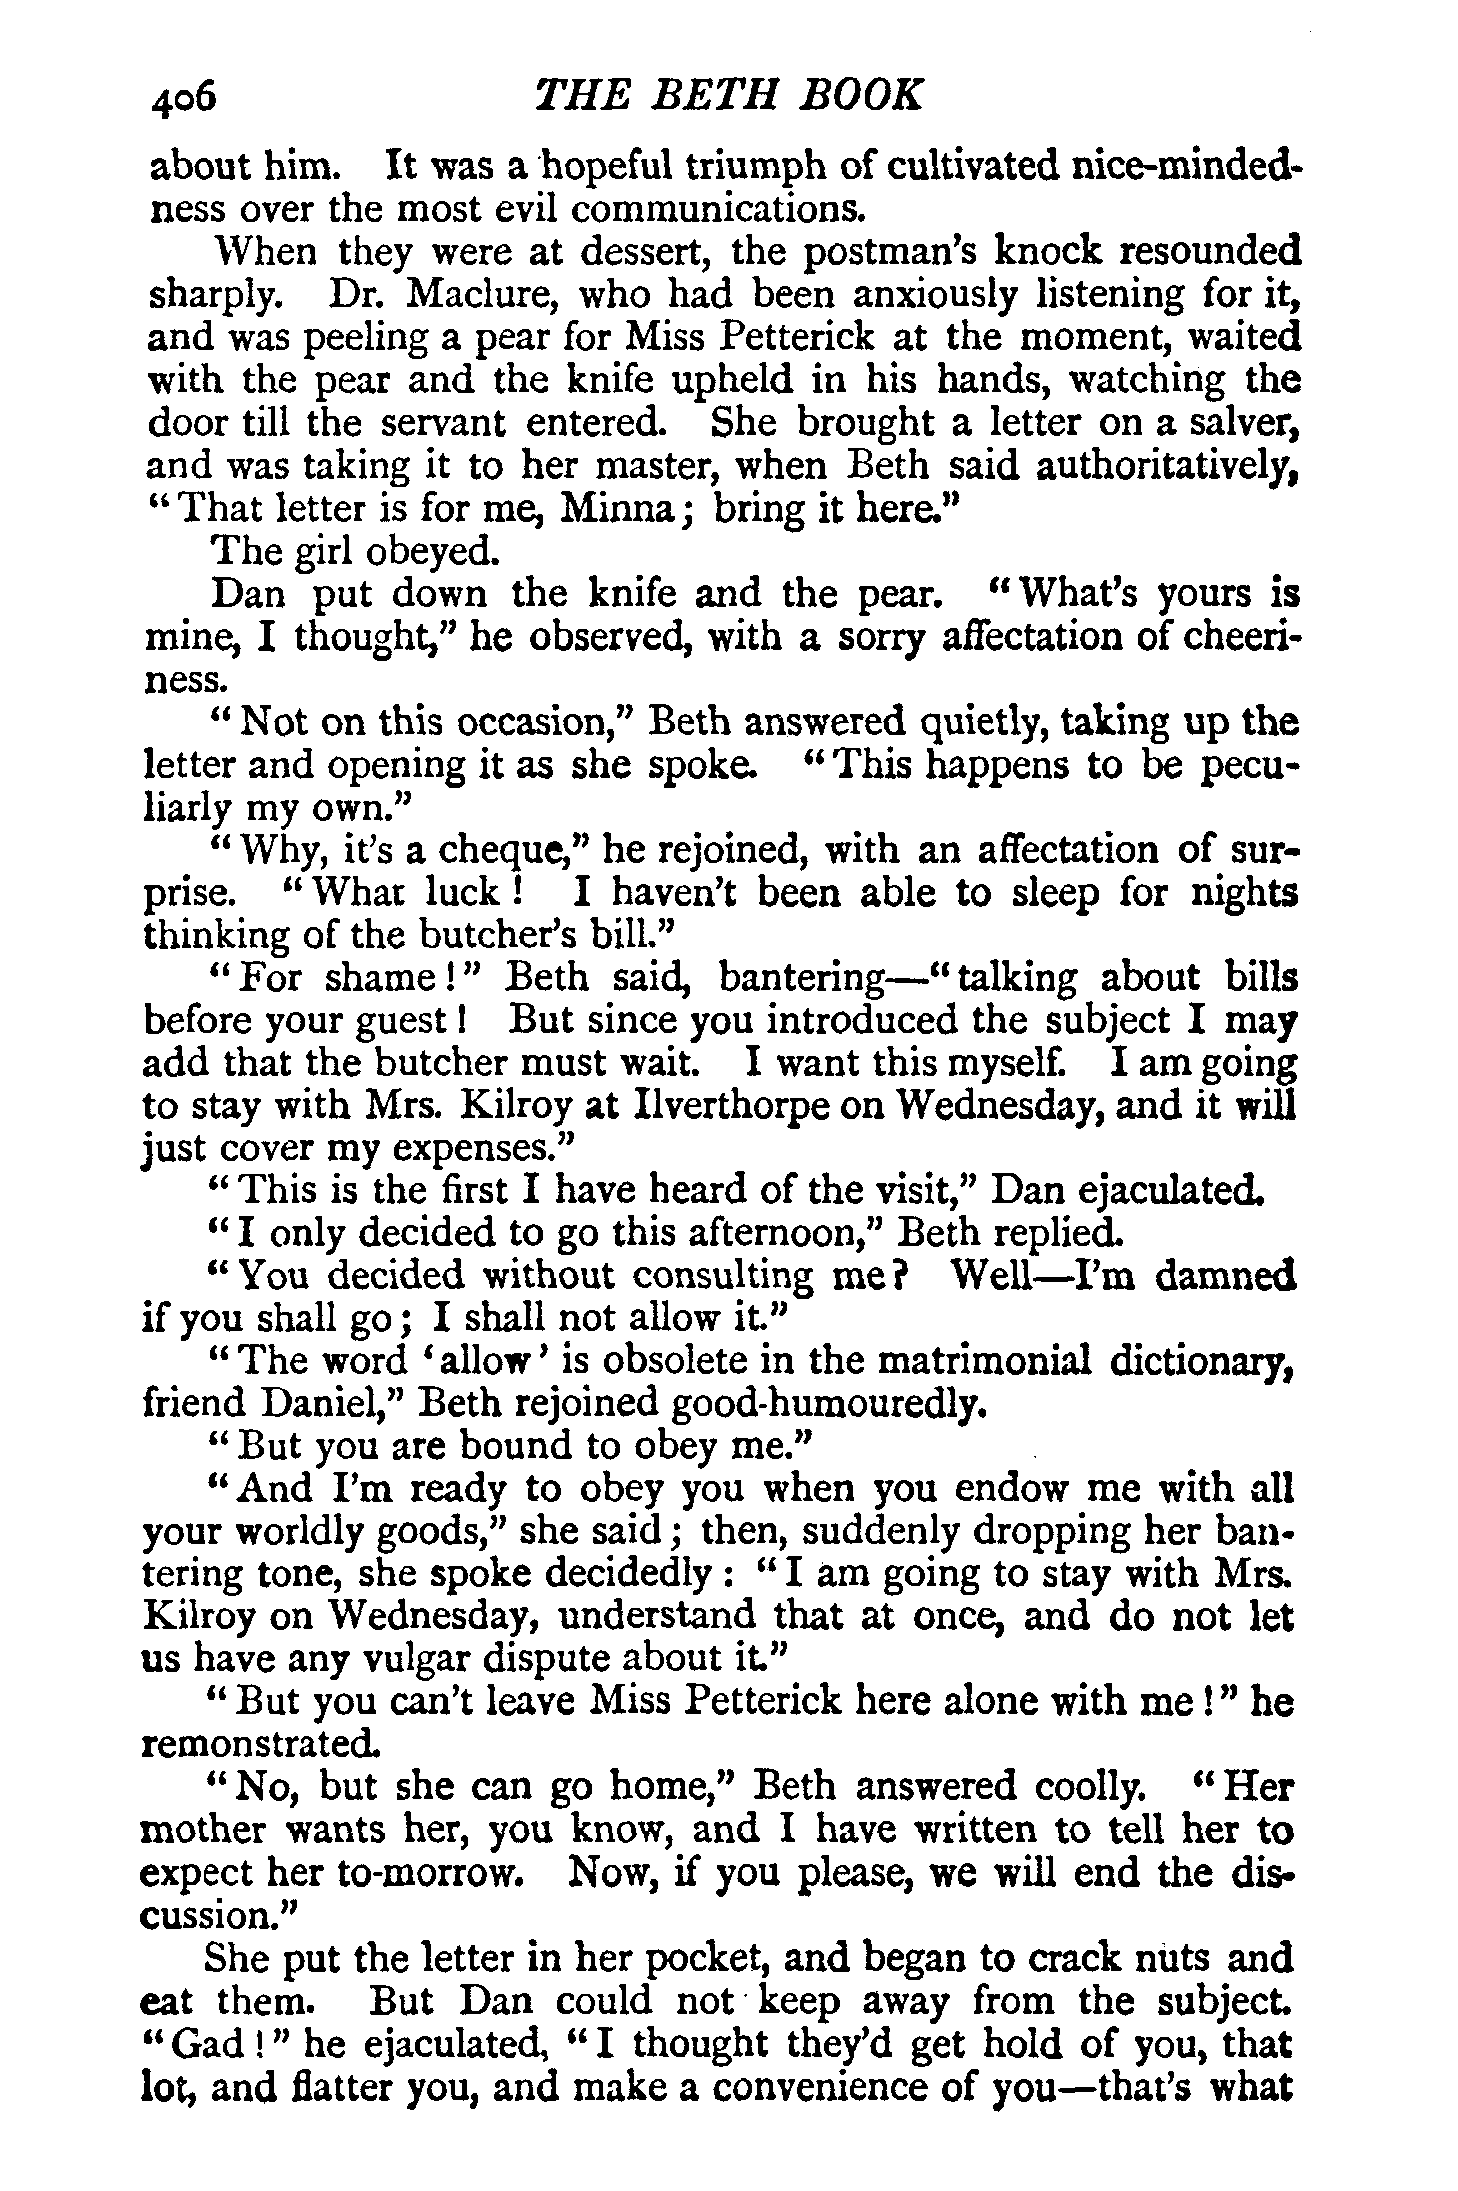 406 THE BETH BOOK
about him. It was a hopeful triumph of cultivated nice-minded-
ness over the most evil communications.
When they were at dessert, the postman's knock resounded
sharply. Dr. Maclure, who had been anxiously listening for it,
and was peeling a pear for Miss Petterick at the moment, waited
with the pear and the knife upheld in his hands, watching the
door till the servant entered. She brought a letter on a salver,
and was taking it to her master, when Beth said authoritatively,
“That letter is for me, Minna; bring it here.”
The girl obeyed.
Dan put down the knife and the pear. “What's yours is
mine, I thought,” he observed, with a sorry affectation of cheeri-
ness.
“Not on this occasion,” Beth answered quietly, taking up the
letter and opening it as she spoke. “This happens to be pecu-
liarly my own.”
“Why, it's a cheque,” he rejoined, with an affectation of sur-
prise. “What luck! I haven't been able to sleep for nights
thinking of the butcher's bill.”
“For shame!” Beth said, bantering—“talking about bills
before your guest! But since you introduced the subject I may
add that the butcher must wait. I want this myself. I am going
to stay with Mrs. Kilroy at Ilverthorpe on Wednesday, and it will
just cover my expenses.”
“This is the first I have heard of the visit,” Dan ejaculated.
“I only decided to go this afternoon,” Beth replied.
“You decided without consulting me? Well—I'm damned
if you shall go; I shall not allow it.”
“The word ‘allow’ is obsolete in the matrimonial dictionary,
friend Daniel,” Beth rejoined good-humouredly.
“But you are bound to obey me.”
“And I'm ready to obey you when you endow me with all
your worldly goods,” she said; then, suddenly dropping her ban-
tering tone, she spoke decidedly: “I am going to stay with Mrs.
Kilroy on Wednesday, understand that at once, and do not let
us have any vulgar dispute about it.”
“But you can't leave Miss Petterick here alone with me!” he
remonstrated.
“No, but she can go home,” Beth answered coolly. “Her
mother wants her, you know, and I have written to tell her to
expect her to-morrow. Now, if you please, we will end the dis-
cussion.”
She put the letter in her pocket, and began to crack nuts and
eat them. But Dan could not keep away from the subject.
“Gad!” he ejaculated, “I thought they'd get hold of you, that
lot, and flatter you, and make a convenience of you—that's what